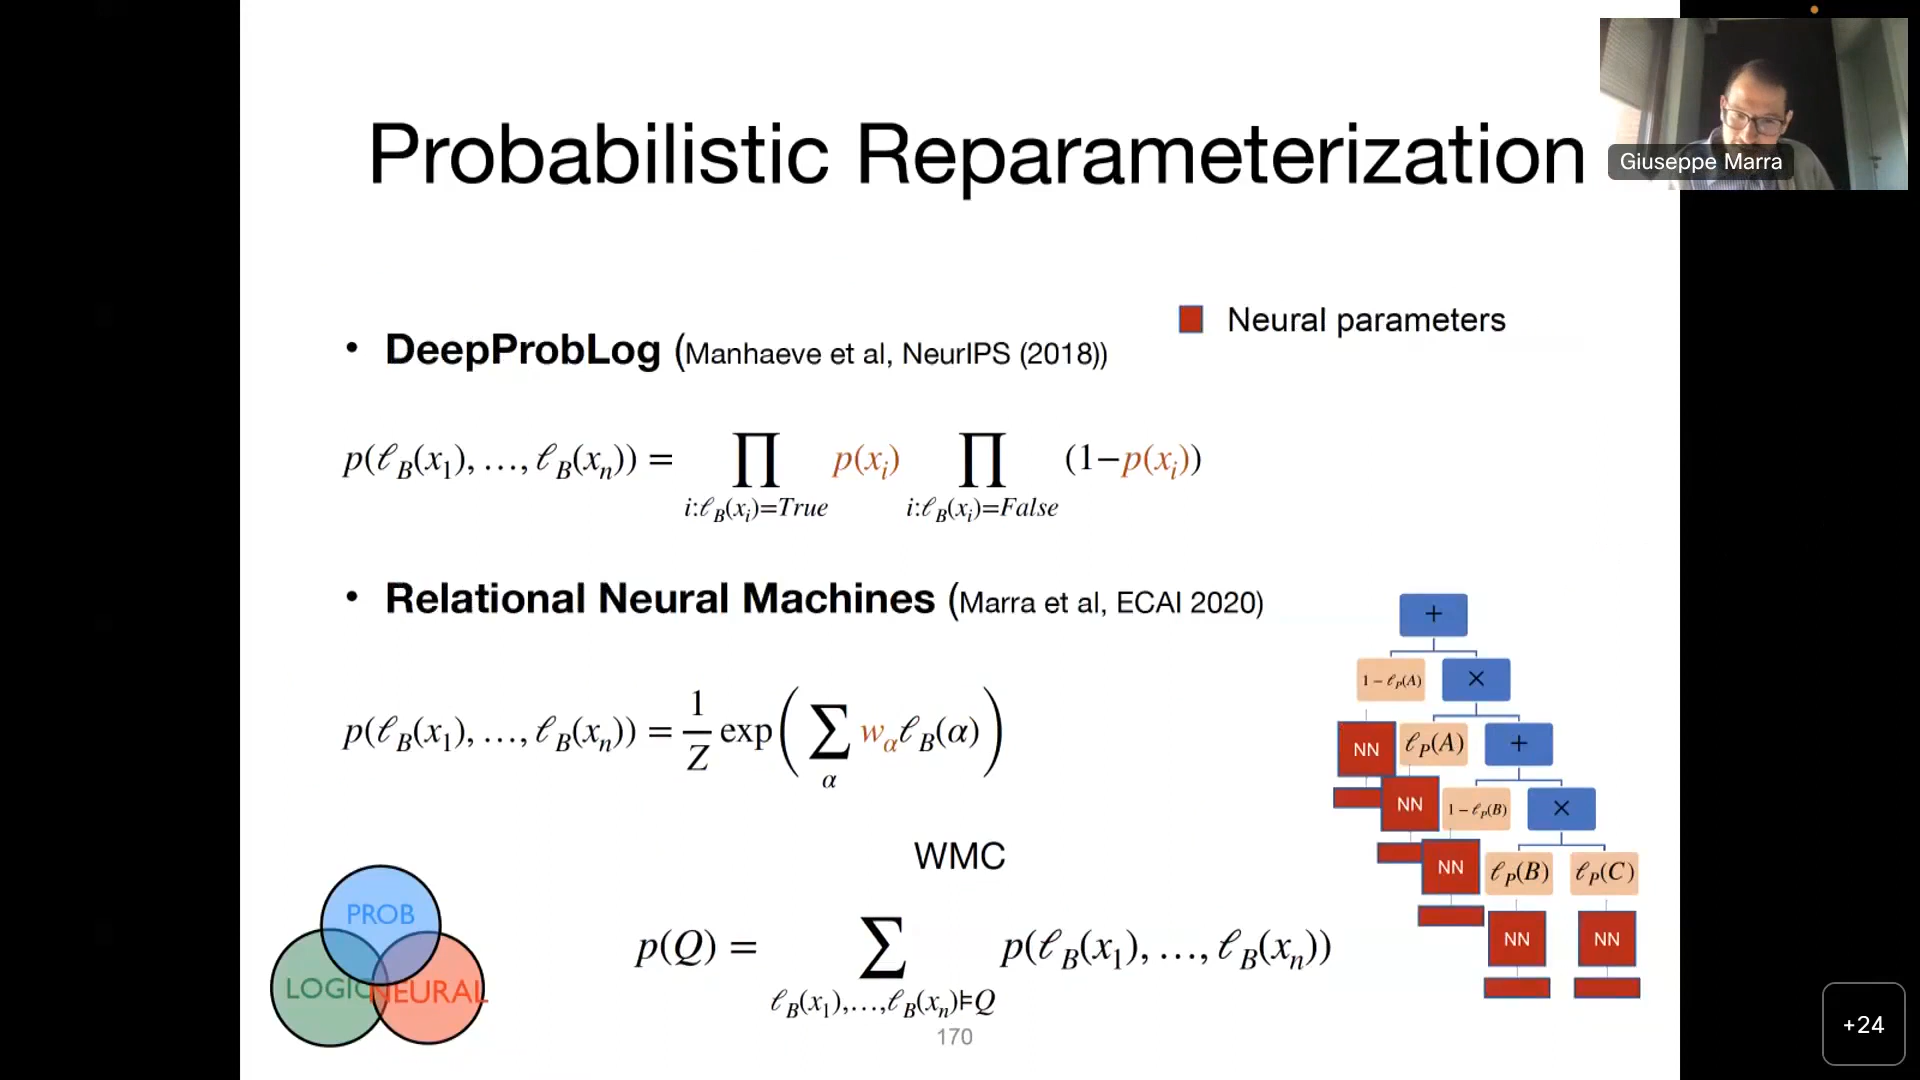 Probabilistic Reparameterization
Giuseppe Marra
Neural parameters
• DeepProbLog (Manhaeve et al, NeurIPS (2018))
p(ℓ_B(x_1), …, ℓ_B(x_n)) = ∏_{i:ℓ_B(x_i)=True} p(x_i) ∏_{i:ℓ_B(x_i)=False} (1−p(x_i))
• Relational Neural Machines (Marra et al, ECAI 2020)
p(ℓ_B(x_1), …, ℓ_B(x_n)) = 1/Z exp( ∑_α w_α ℓ_B(α) )
WMC
p(Q) = ∑_{ℓ_B(x_1),…,ℓ_B(x_n)⊧Q} p(ℓ_B(x_1), …, ℓ_B(x_n))
+
1 − ℓ_P(A) ×
NN ℓ_P(A) +
NN 1 − ℓ_P(B) ×
NN ℓ_P(B) ℓ_P(C)
NN NN
PROB
LOGIC NEURAL
170
+24